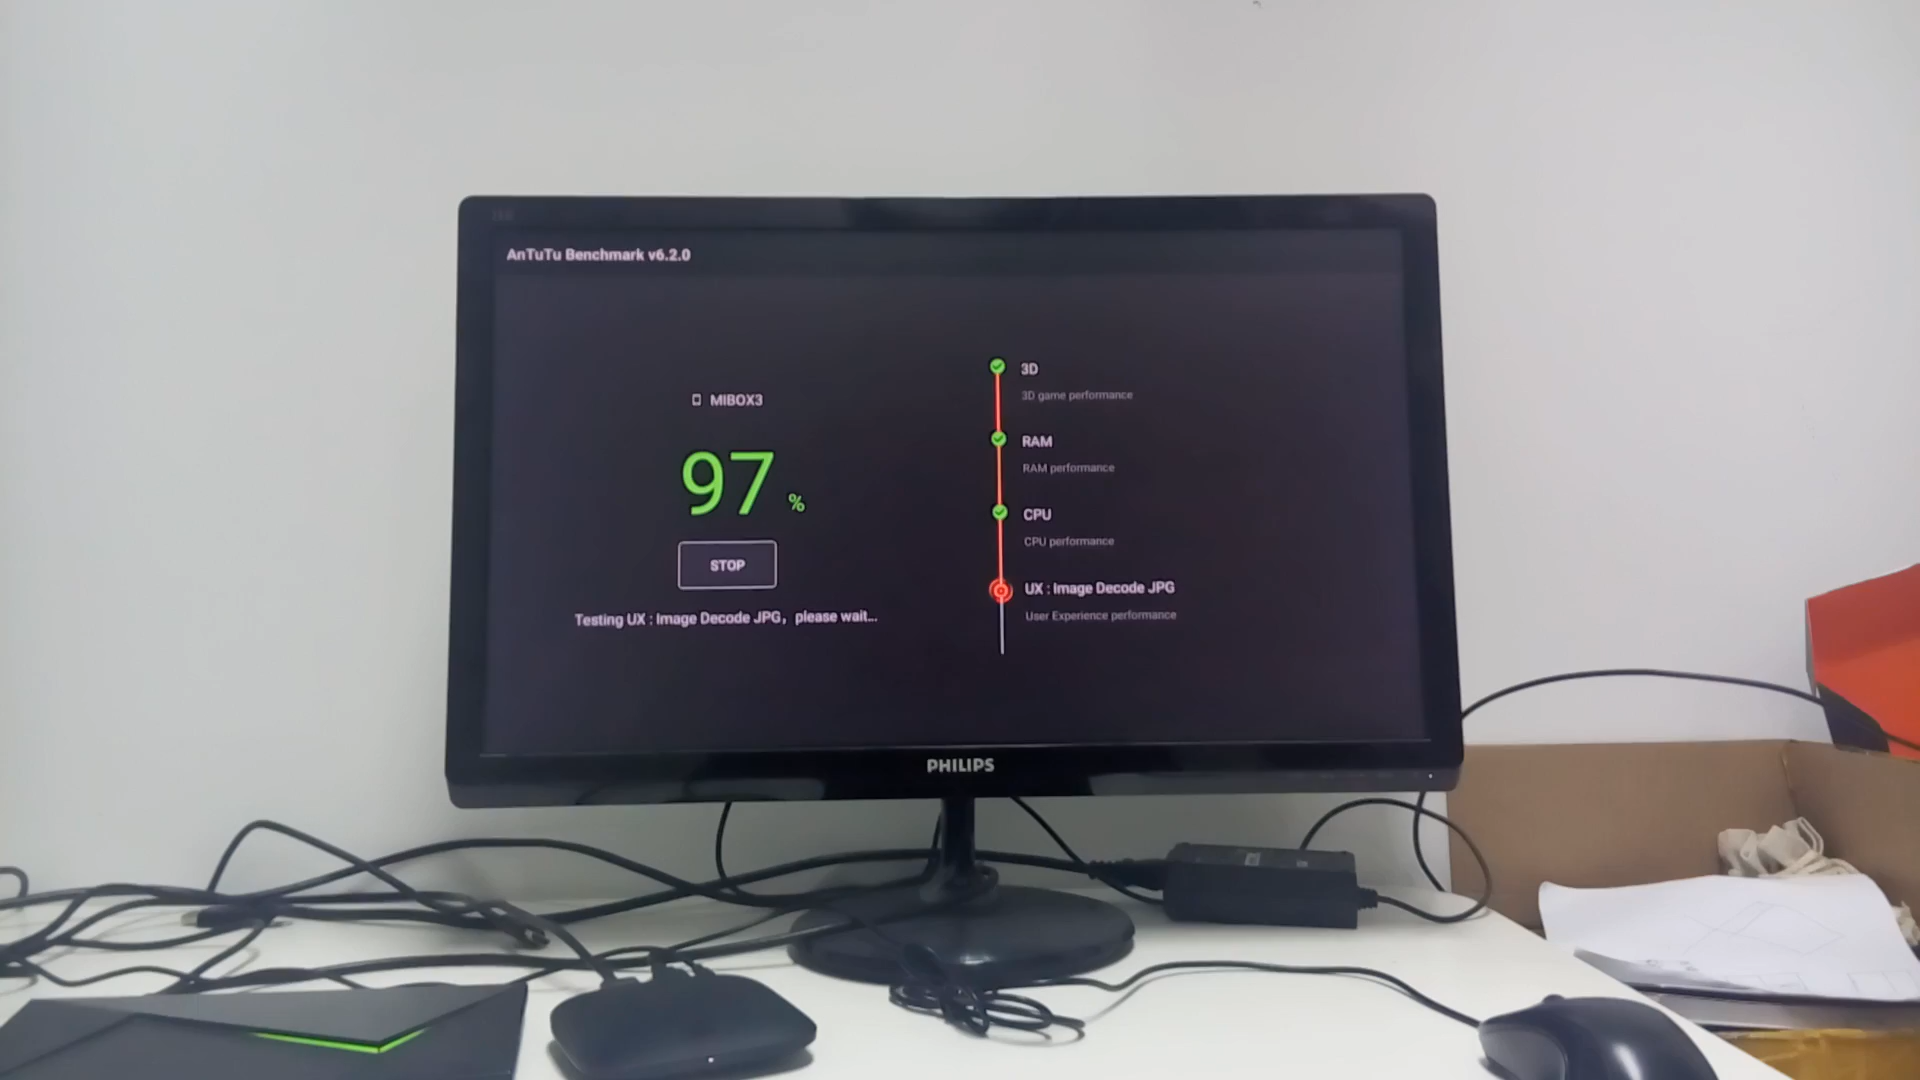 AnTuTu Benchmark v6.2.0
MIBOX3
97 %
STOP
Testing UX : Image Decode JPG, please wait...
3D
3D game performance
RAM
RAM performance
CPU
CPU performance
UX : Image Decode JPG
User Experience performance
PHILIPS